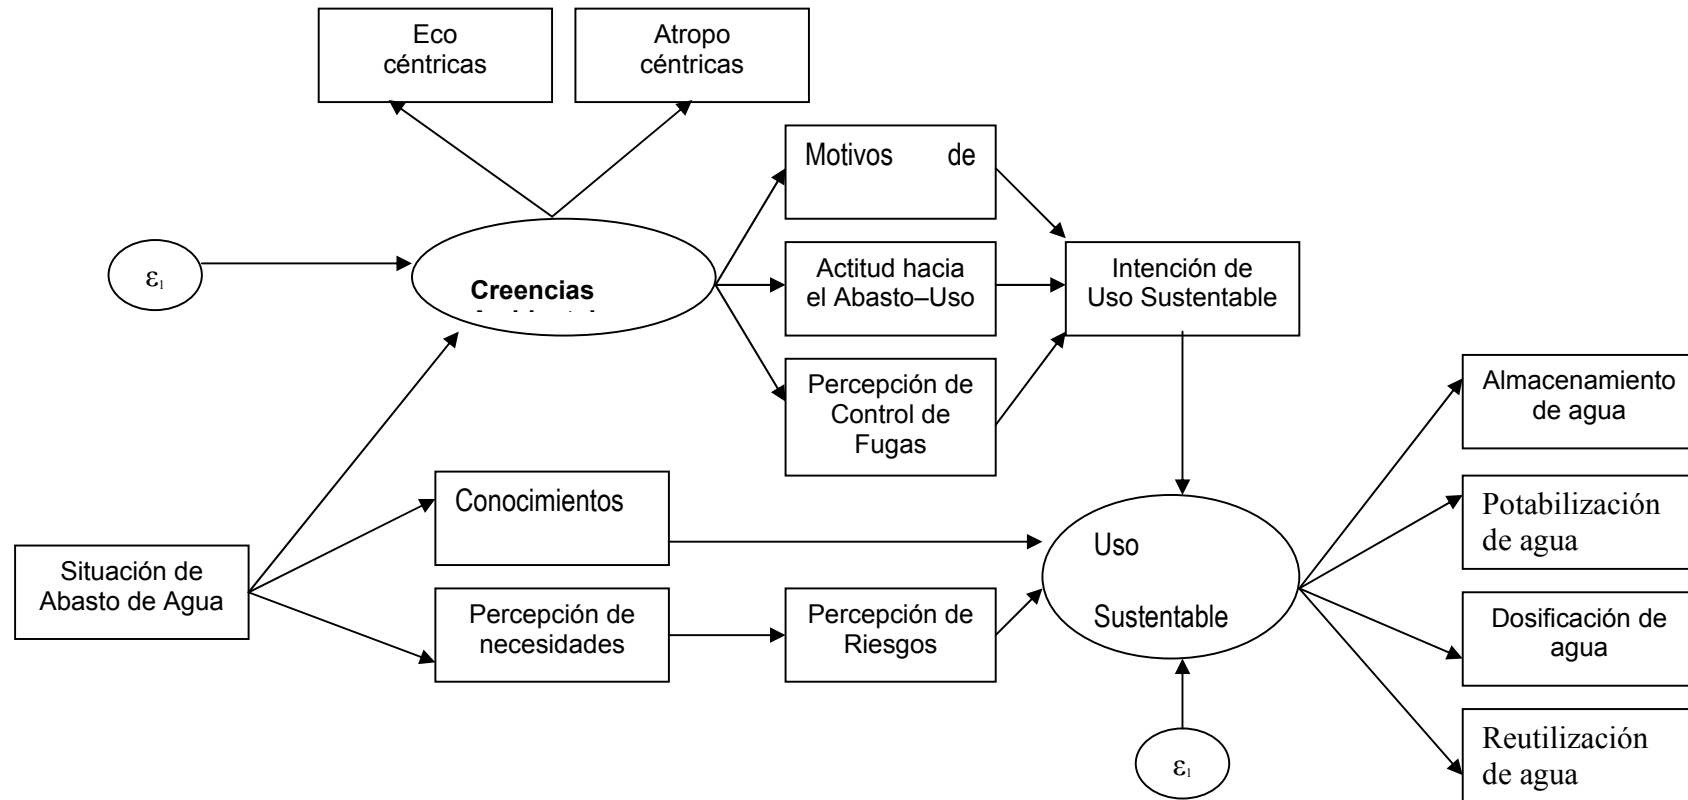 Eco
céntricas
Atropo
céntricas
Motivos de
ε₁
Creencias
Actitud hacia
el Abasto–Uso
Intención de
Uso Sustentable
Percepción de
Control de
Fugas
Almacenamiento
de agua
Conocimientos
Potabilización
de agua
Situación de
Abasto de Agua
Uso
Sustentable
Percepción de
necesidades
Percepción de
Riesgos
Dosificación de
agua
Reutilización
de agua
ε₁